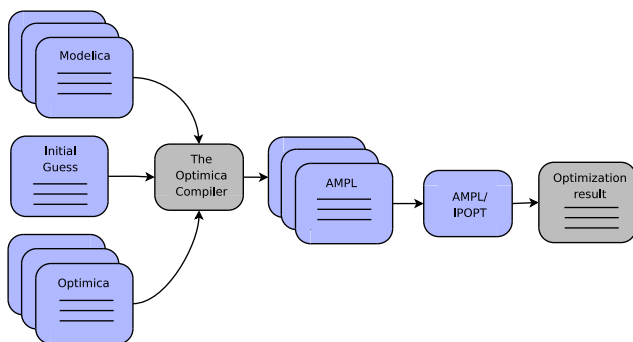 Modelica
Initial
Guess
Optimica
The
Optimica
Compiler
AMPL
AMPL/
IPOPT
Optimization
result